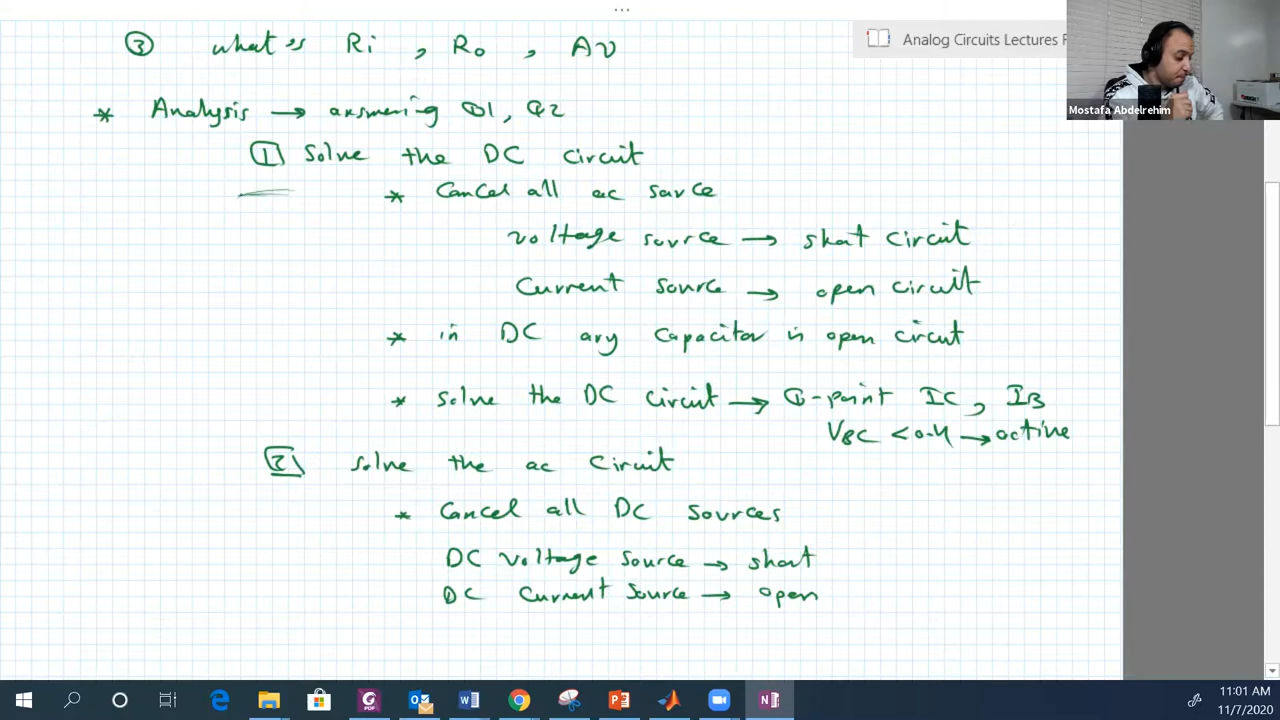 ...
③ what is Ri , Ro , Av
Analog Circuits Lectures F
Mostafa Abdelrehim
* Analysis → answering Q1, Q2
1 Solve the DC circuit
* Cancel all ac source
voltage source → short circuit
Current source → open circuit
* in DC any capacitor is open circuit
* solve the DC circuit → Q-point IC, IB
VBC < 0.4 → active
2 solve the ac circuit
* Cancel all DC sources
DC voltage source → short
DC current source → open
11:01 AM
11/7/2020